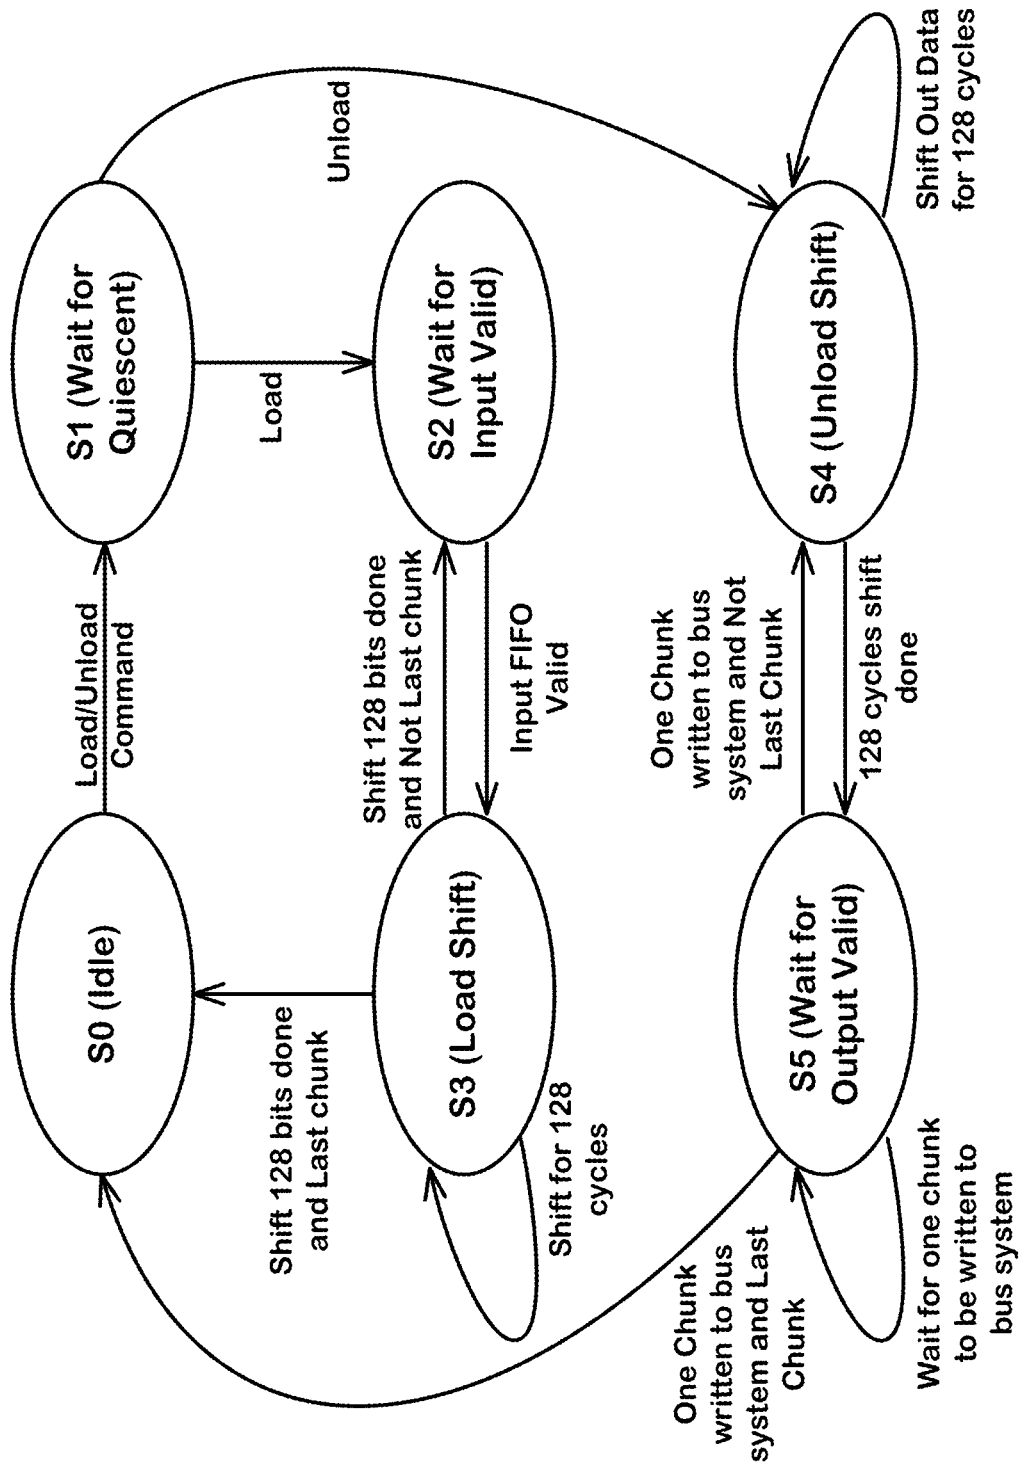 S0 (Idle)
Load/Unload
Command
S1 (Wait for
Quiescent)
Shift 128 bits done
and Last chunk
Load
Unload
S3 (Load Shift)
Shift 128 bits done
and Not Last chunk
Input FIFO
Valid
S2 (Wait for
Input Valid)
Shift for 128
cycles
One Chunk
written to bus
system and Last
Chunk
S5 (Wait for
Output Valid)
One Chunk
written to bus
system and Not
Last Chunk
128 cycles shift
done
S4 (Unload Shift)
Wait for one chunk
to be written to
bus system
Shift Out Data
for 128 cycles